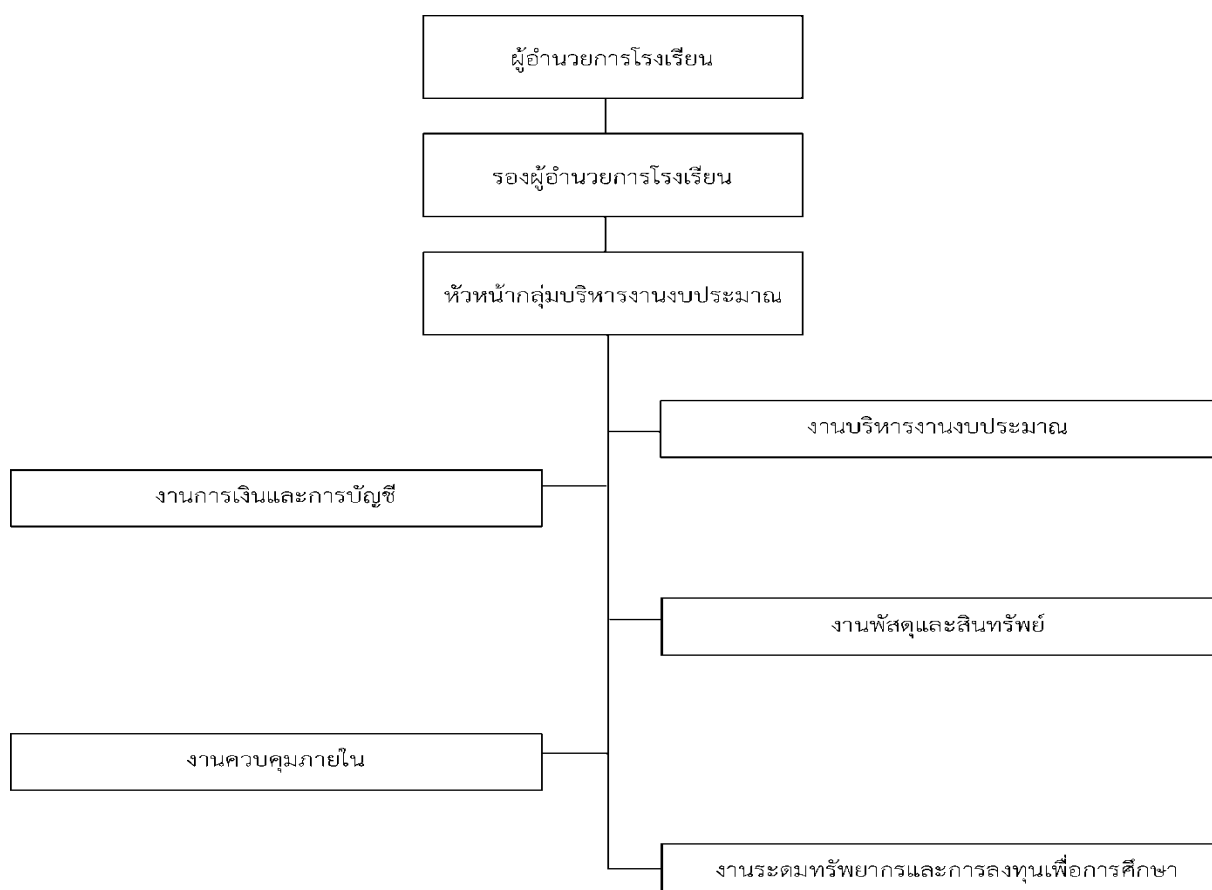 ผู้อำนวยการโรงเรียน
รองผู้อำนวยการโรงเรียน
หัวหน้ากลุ่มบริหารงานงบประมาณ
งานบริหารงานงบประมาณ
งานการเงินและการบัญชี
งานพัสดุและสินทรัพย์
งานควบคุมภายใน
งานระดมทรัพยากรและการลงทุนเพื่อการศึกษา